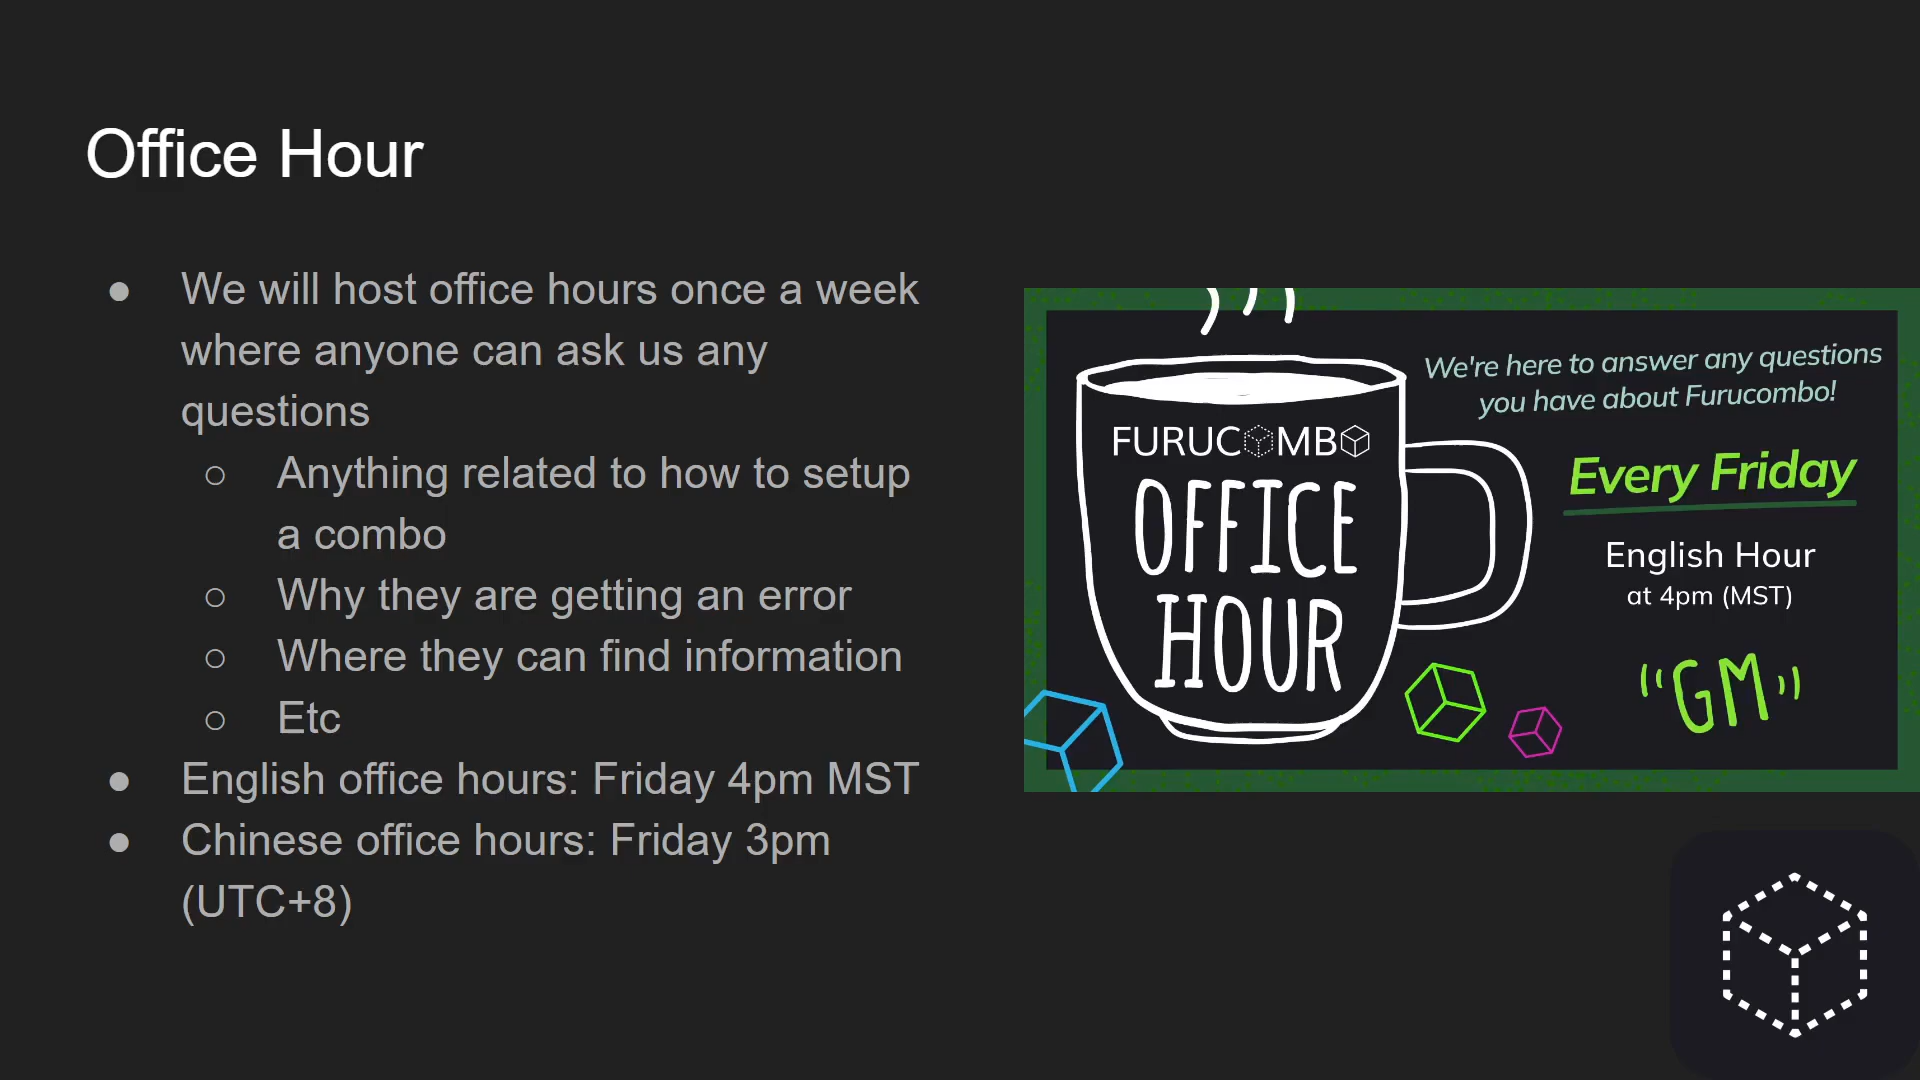 Office Hour
● We will host office hours once a week
where anyone can ask us any
questions
○ Anything related to how to setup
a combo
○ Why they are getting an error
○ Where they can find information
○ Etc
● English office hours: Friday 4pm MST
● Chinese office hours: Friday 3pm
(UTC+8)
FURUCOMBO
OFFICE
HOUR
We're here to answer any questions
you have about Furucombo!
Every Friday
English Hour
at 4pm (MST)
GM